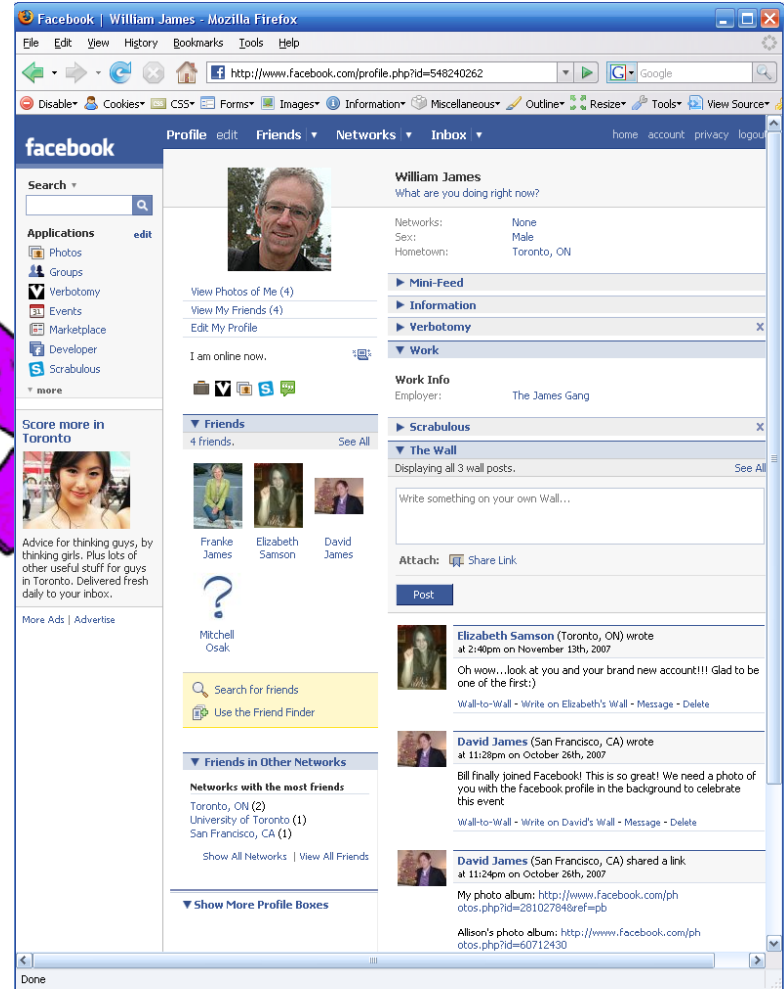 Facebook | William James - Mozilla Firefox
File Edit View History Bookmarks Tools Help
http://www.facebook.com/profile.php?id=548240262
G Google
Disable Cookies CSS Forms Images Information Miscellaneous Outline Resize Tools View Source
facebook
Profile edit Friends Networks Inbox home account privacy logout
Search
Applications edit
Photos
Groups
Verbotomy
Events
Marketplace
Developer
Scrabulous
more
Score more in
Toronto
Advice for thinking guys, by
thinking girls. Plus lots of
other useful stuff for guys
in Toronto. Delivered fresh
daily to your inbox.
More Ads | Advertise
View Photos of Me (4)
View My Friends (4)
Edit My Profile
I am online now.
Friends
4 friends. See All
Franke
James
Elizabeth
Samson
David
James
?
Mitchell
Osak
Search for friends
Use the Friend Finder
Friends in Other Networks
Networks with the most friends
Toronto, ON (2)
University of Toronto (1)
San Francisco, CA (1)
Show All Networks | View All Friends
Show More Profile Boxes
William James
What are you doing right now?
Networks: None
Sex: Male
Hometown: Toronto, ON
Mini-Feed
Information
Verbotomy X
Work
Work Info
Employer: The James Gang
Scrabulous X
The Wall
Displaying all 3 wall posts. See All
Write something on your own Wall...
Attach: Share Link
Post
Elizabeth Samson (Toronto, ON) wrote
at 2:40pm on November 13th, 2007
Oh wow...look at you and your brand new account!!! Glad to be
one of the first:)
Wall-to-Wall - Write on Elizabeth's Wall - Message - Delete
David James (San Francisco, CA) wrote
at 11:28pm on October 26th, 2007
Bill finally joined Facebook! This is so great! We need a photo of
you with the facebook profile in the background to celebrate
this event
Wall-to-Wall - Write on David's Wall - Message - Delete
David James (San Francisco, CA) shared a link
at 11:24pm on October 26th, 2007
My photo album: http://www.facebook.com/ph
otos.php?id=28102784&ref=pb
Allison's photo album: http://www.facebook.com/ph
otos.php?id=60712430
Done